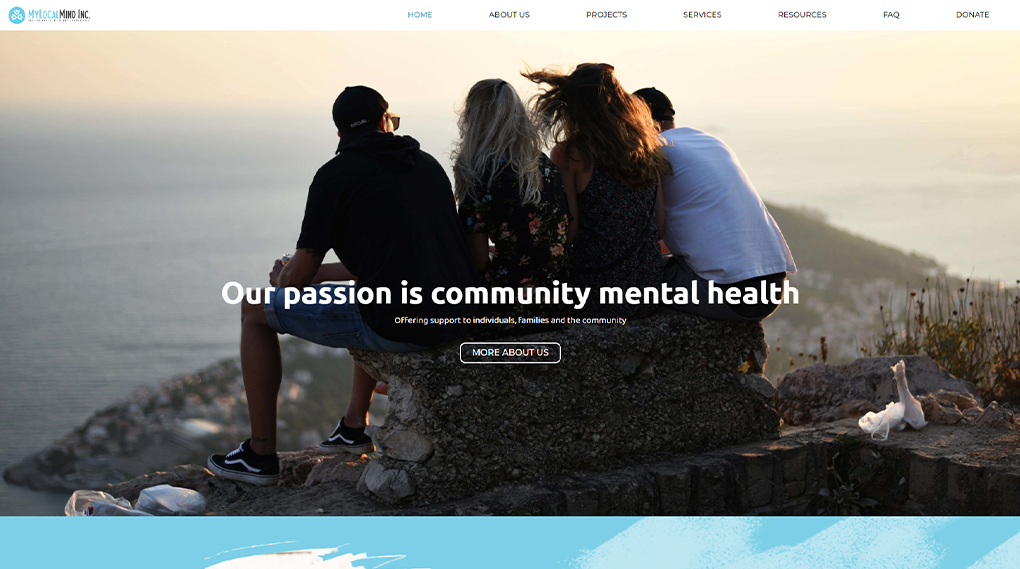 MyLocalMind Inc.
HOME ABOUT US PROJECTS SERVICES RESOURCES FAQ DONATE
Our passion is community mental health
Offering support to individuals, families and the community
MORE ABOUT US